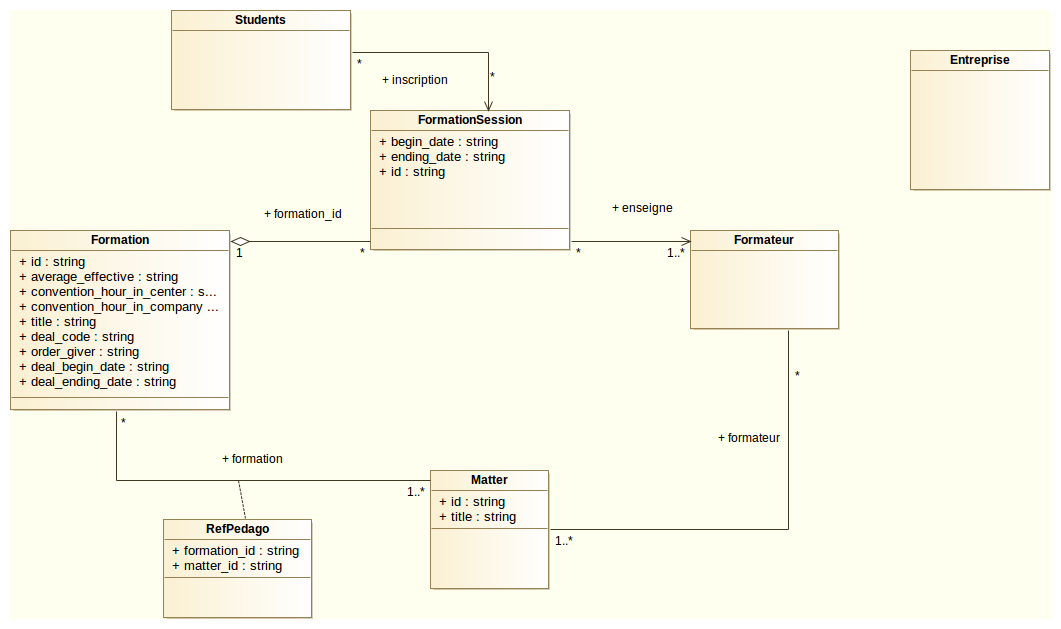 Students
*
+ inscription
*
Entreprise
FormationSession
+ begin_date : string
+ ending_date : string
+ id : string
+ formation_id
1
*
+ enseigne
*
1..*
Formation
+ id : string
+ average_effective : string
+ convention_hour_in_center : s...
+ convention_hour_in_company ...
+ title : string
+ deal_code : string
+ order_giver : string
+ deal_begin_date : string
+ deal_ending_date : string
Formateur
*
+ formateur
1..*
*
+ formation
1..*
Matter
+ id : string
+ title : string
RefPedago
+ formation_id : string
+ matter_id : string